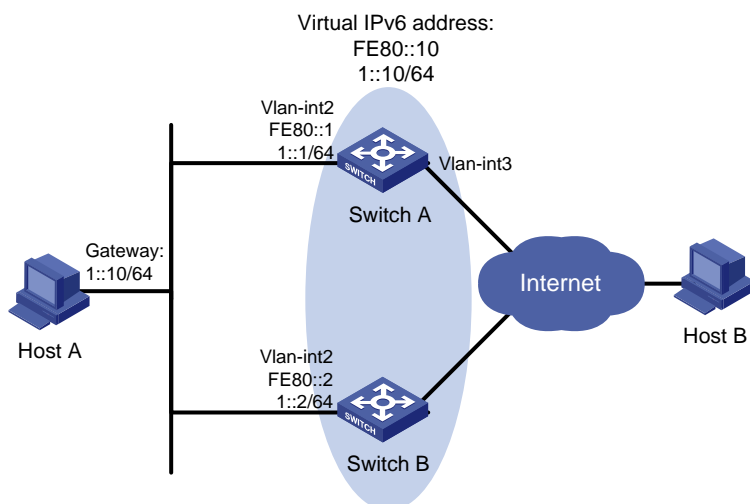 Virtual IPv6 address:
FE80::10
1::10/64
Vlan-int2
FE80::1
1::1/64
SWITCH
Vlan-int3
Switch A
Gateway:
1::10/64
Host A
Internet
Host B
Vlan-int2
FE80::2
1::2/64
SWITCH
Switch B